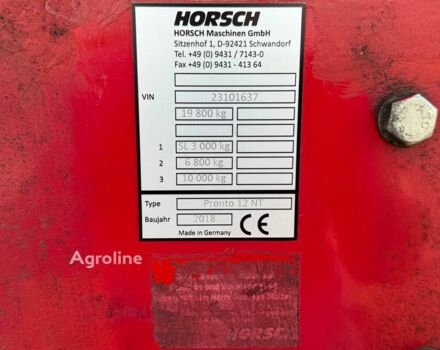 HORSCH
HORSCH Maschinen GmbH
Sitzenhof 1, D-92421 Schwandorf
Tel. +49 (0) 9431 / 7143-0
Fax +49 (0) 9431 - 413 64
VIN 23101637
19 800 kg
1 SL 3 000 kg
2 6 800 kg
3 10 000 kg
Type Pronto 12 NT
Baujahr 2018 CE
Made in Germany
Agroline
HORSCH